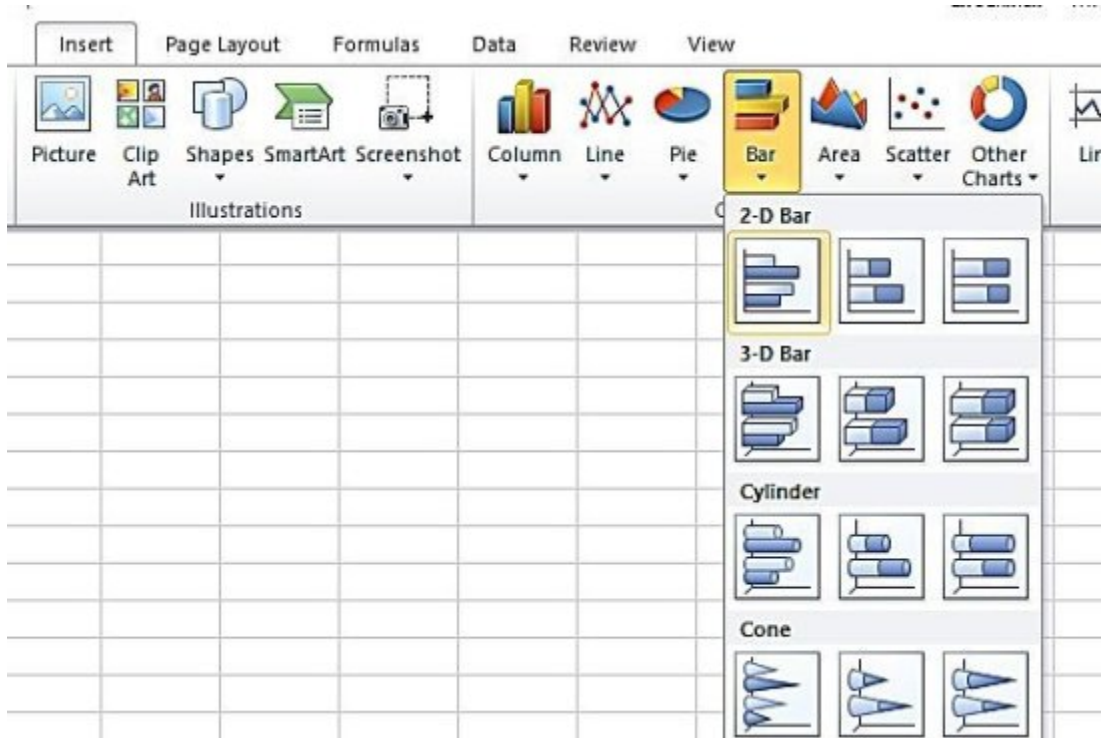 Insert Page Layout Formulas Data Review View
Picture Clip Art Shapes SmartArt Screenshot Column Line Pie Bar Area Scatter Other Charts
Illustrations
2-D Bar
3-D Bar
Cylinder
Cone